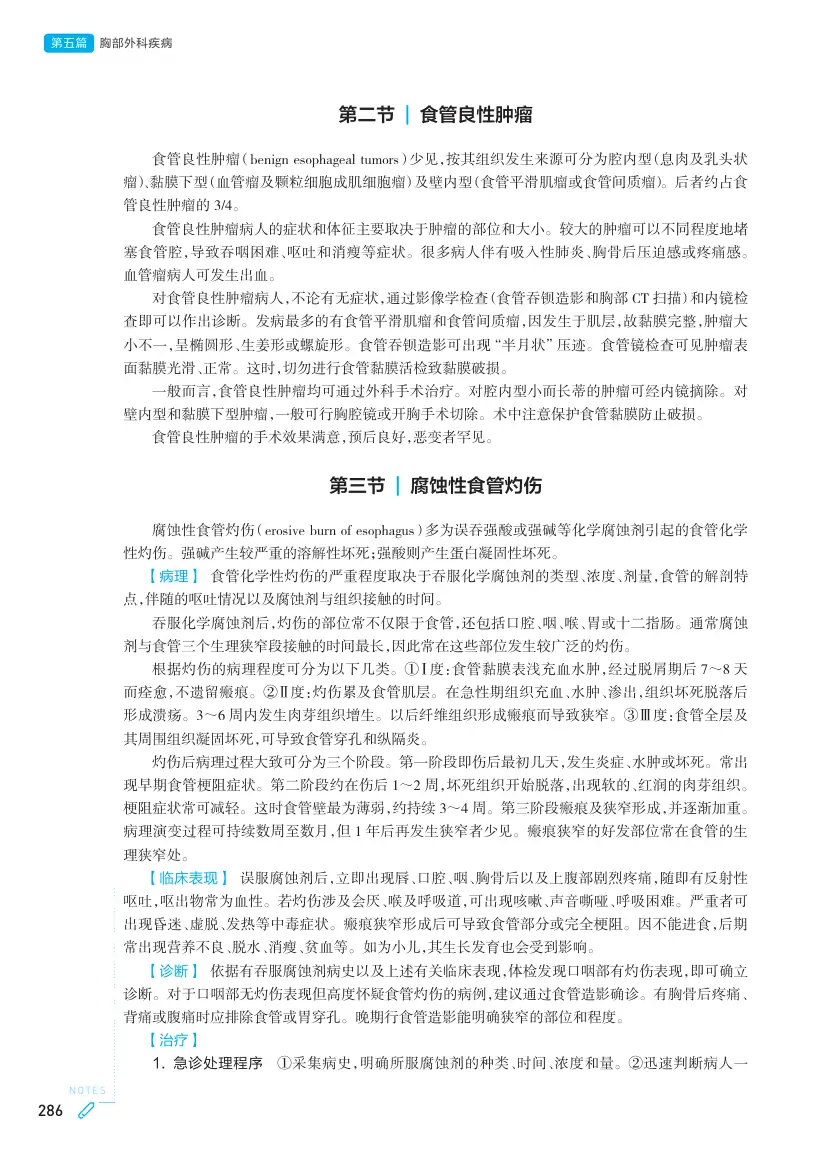 第五篇 胸部外科疾病
第二节 | 食管良性肿瘤
食管良性肿瘤(benign esophageal tumors)少见,按其组织发生来源可分为腔内型(息肉及乳头状
瘤)、黏膜下型(血管瘤及颗粒细胞成肌细胞瘤)及壁内型(食管平滑肌瘤或食管间质瘤)。后者约占食
管良性肿瘤的 3/4。
食管良性肿瘤病人的症状和体征主要取决于肿瘤的部位和大小。较大的肿瘤可以不同程度地堵
塞食管腔,导致吞咽困难、呕吐和消瘦等症状。很多病人伴有吸入性肺炎、胸骨后压迫感或疼痛感。
血管瘤病人可发生出血。
对食管良性肿瘤病人,不论有无症状,通过影像学检查(食管吞钡造影和胸部 CT 扫描)和内镜检
查即可以作出诊断。发病最多的有食管平滑肌瘤和食管间质瘤,因发生于肌层,故黏膜完整,肿瘤大
小不一,呈椭圆形、生姜形或螺旋形。食管吞钡造影可出现“半月状”压迹。食管镜检查可见肿瘤表
面黏膜光滑、正常。这时,切勿进行食管黏膜活检致黏膜破损。
一般而言,食管良性肿瘤均可通过外科手术治疗。对腔内型小而长蒂的肿瘤可经内镜摘除。对
壁内型和黏膜下型肿瘤,一般可行胸腔镜或开胸手术切除。术中注意保护食管黏膜防止破损。
食管良性肿瘤的手术效果满意,预后良好,恶变者罕见。
第三节 | 腐蚀性食管灼伤
腐蚀性食管灼伤(erosive burn of esophagus)多为误吞强酸或强碱等化学腐蚀剂引起的食管化学
性灼伤。强碱产生较严重的溶解性坏死;强酸则产生蛋白凝固性坏死。
【病理】 食管化学性灼伤的严重程度取决于吞服化学腐蚀剂的类型、浓度、剂量,食管的解剖特
点,伴随的呕吐情况以及腐蚀剂与组织接触的时间。
吞服化学腐蚀剂后,灼伤的部位常不仅限于食管,还包括口腔、咽、喉、胃或十二指肠。通常腐蚀
剂与食管三个生理狭窄段接触的时间最长,因此常在这些部位发生较广泛的灼伤。
根据灼伤的病理程度可分为以下几类。①Ⅰ度:食管黏膜表浅充血水肿,经过脱屑期后 7~8 天
而痊愈,不遗留瘢痕。②Ⅱ度:灼伤累及食管肌层。在急性期组织充血、水肿、渗出,组织坏死脱落后
形成溃疡。3~6 周内发生肉芽组织增生。以后纤维组织形成瘢痕而导致狭窄。③Ⅲ度:食管全层及
其周围组织凝固坏死,可导致食管穿孔和纵隔炎。
灼伤后病理过程大致可分为三个阶段。第一阶段即伤后最初几天,发生炎症、水肿或坏死。常出
现早期食管梗阻症状。第二阶段约在伤后 1~2 周,坏死组织开始脱落,出现软的、红润的肉芽组织。
梗阻症状常可减轻。这时食管壁最为薄弱,约持续 3~4 周。第三阶段瘢痕及狭窄形成,并逐渐加重。
病理演变过程可持续数周至数月,但 1 年后再发生狭窄者少见。瘢痕狭窄的好发部位常在食管的生
理狭窄处。
【临床表现】 误服腐蚀剂后,立即出现唇、口腔、咽、胸骨后以及上腹部剧烈疼痛,随即有反射性
呕吐,呕出物常为血性。若灼伤涉及会厌、喉及呼吸道,可出现咳嗽、声音嘶哑、呼吸困难。严重者可
出现昏迷、虚脱、发热等中毒症状。瘢痕狭窄形成后可导致食管部分或完全梗阻。因不能进食,后期
常出现营养不良、脱水、消瘦、贫血等。如为小儿,其生长发育也会受到影响。
【诊断】 依据有吞服腐蚀剂病史以及上述有关临床表现,体检发现口咽部有灼伤表现,即可确立
诊断。对于口咽部无灼伤表现但高度怀疑食管灼伤的病例,建议通过食管造影确诊。有胸骨后疼痛、
背痛或腹痛时应排除食管或胃穿孔。晚期行食管造影能明确狭窄的部位和程度。
【治疗】
1. 急诊处理程序 ①采集病史,明确所服腐蚀剂的种类、时间、浓度和量。②迅速判断病人一
NOTES
286